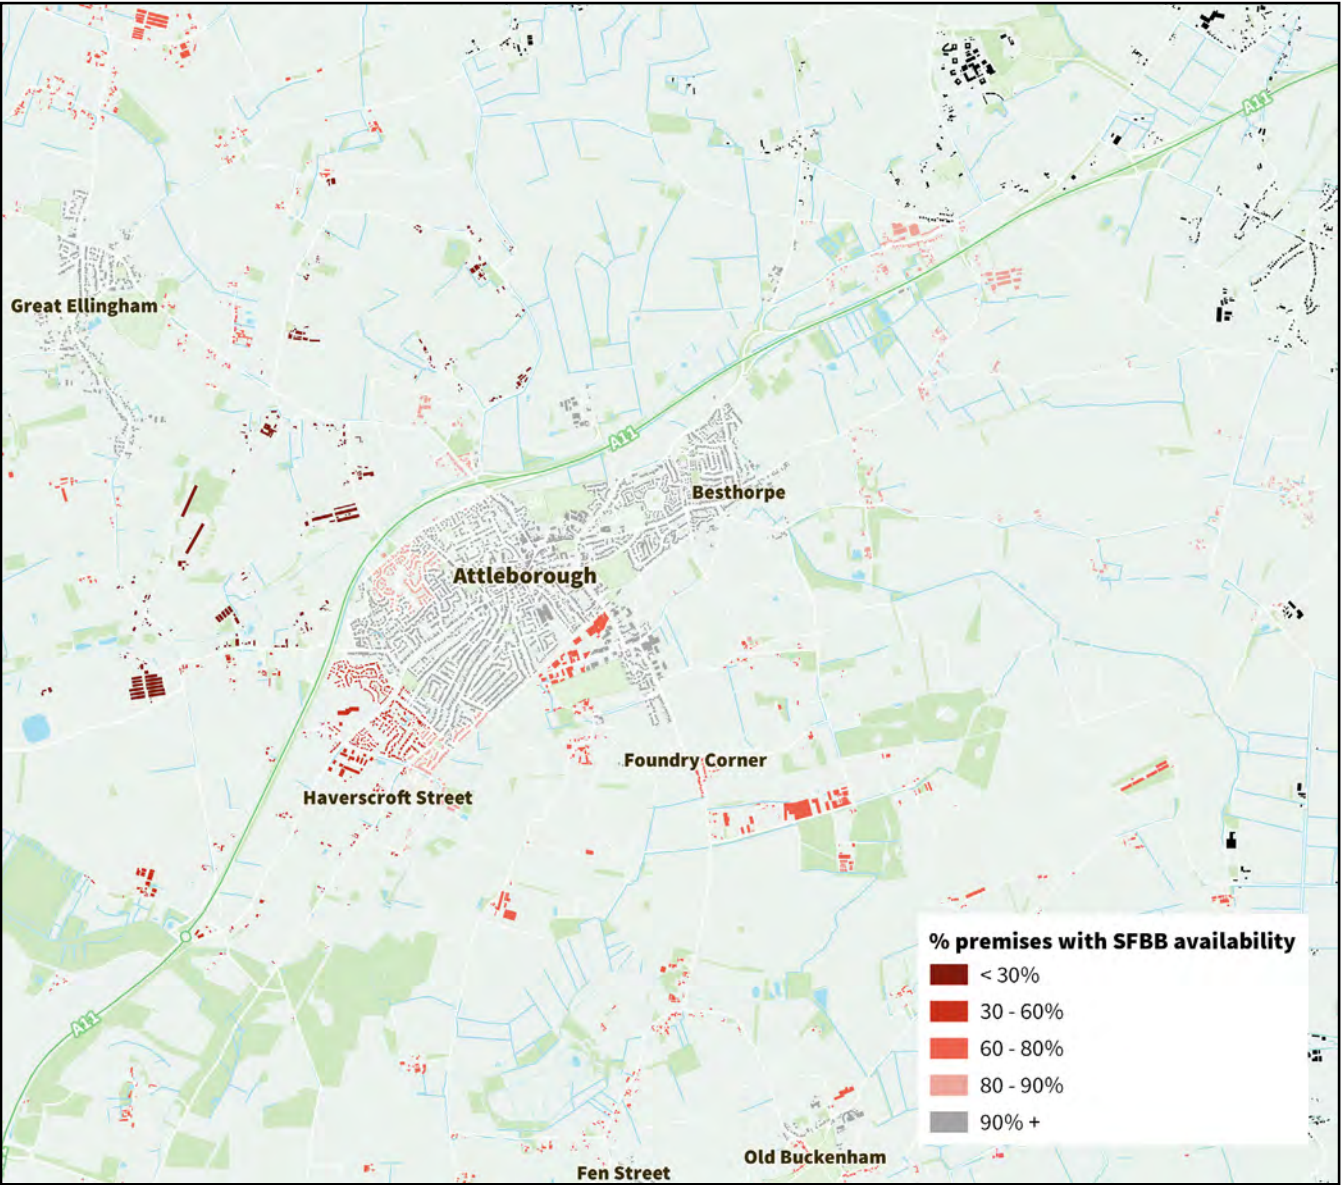 A11
Great Ellingham
A11
Besthorpe
Attleborough
Foundry Corner
Haverscroft Street
% premises with SFBB availability
< 30%
30 - 60%
60 - 80%
80 - 90%
90% +
A11
Old Buckenham
Fen Street